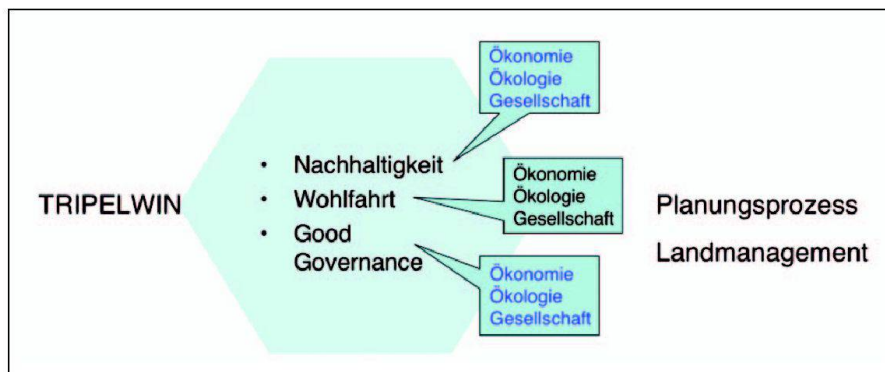 TRIPELWIN
• Nachhaltigkeit
• Wohlfahrt
• Good
Governance
Ökonomie
Ökologie
Gesellschaft
Ökonomie
Ökologie
Gesellschaft
Ökonomie
Ökologie
Gesellschaft
Planungsprozess
Landmanagement